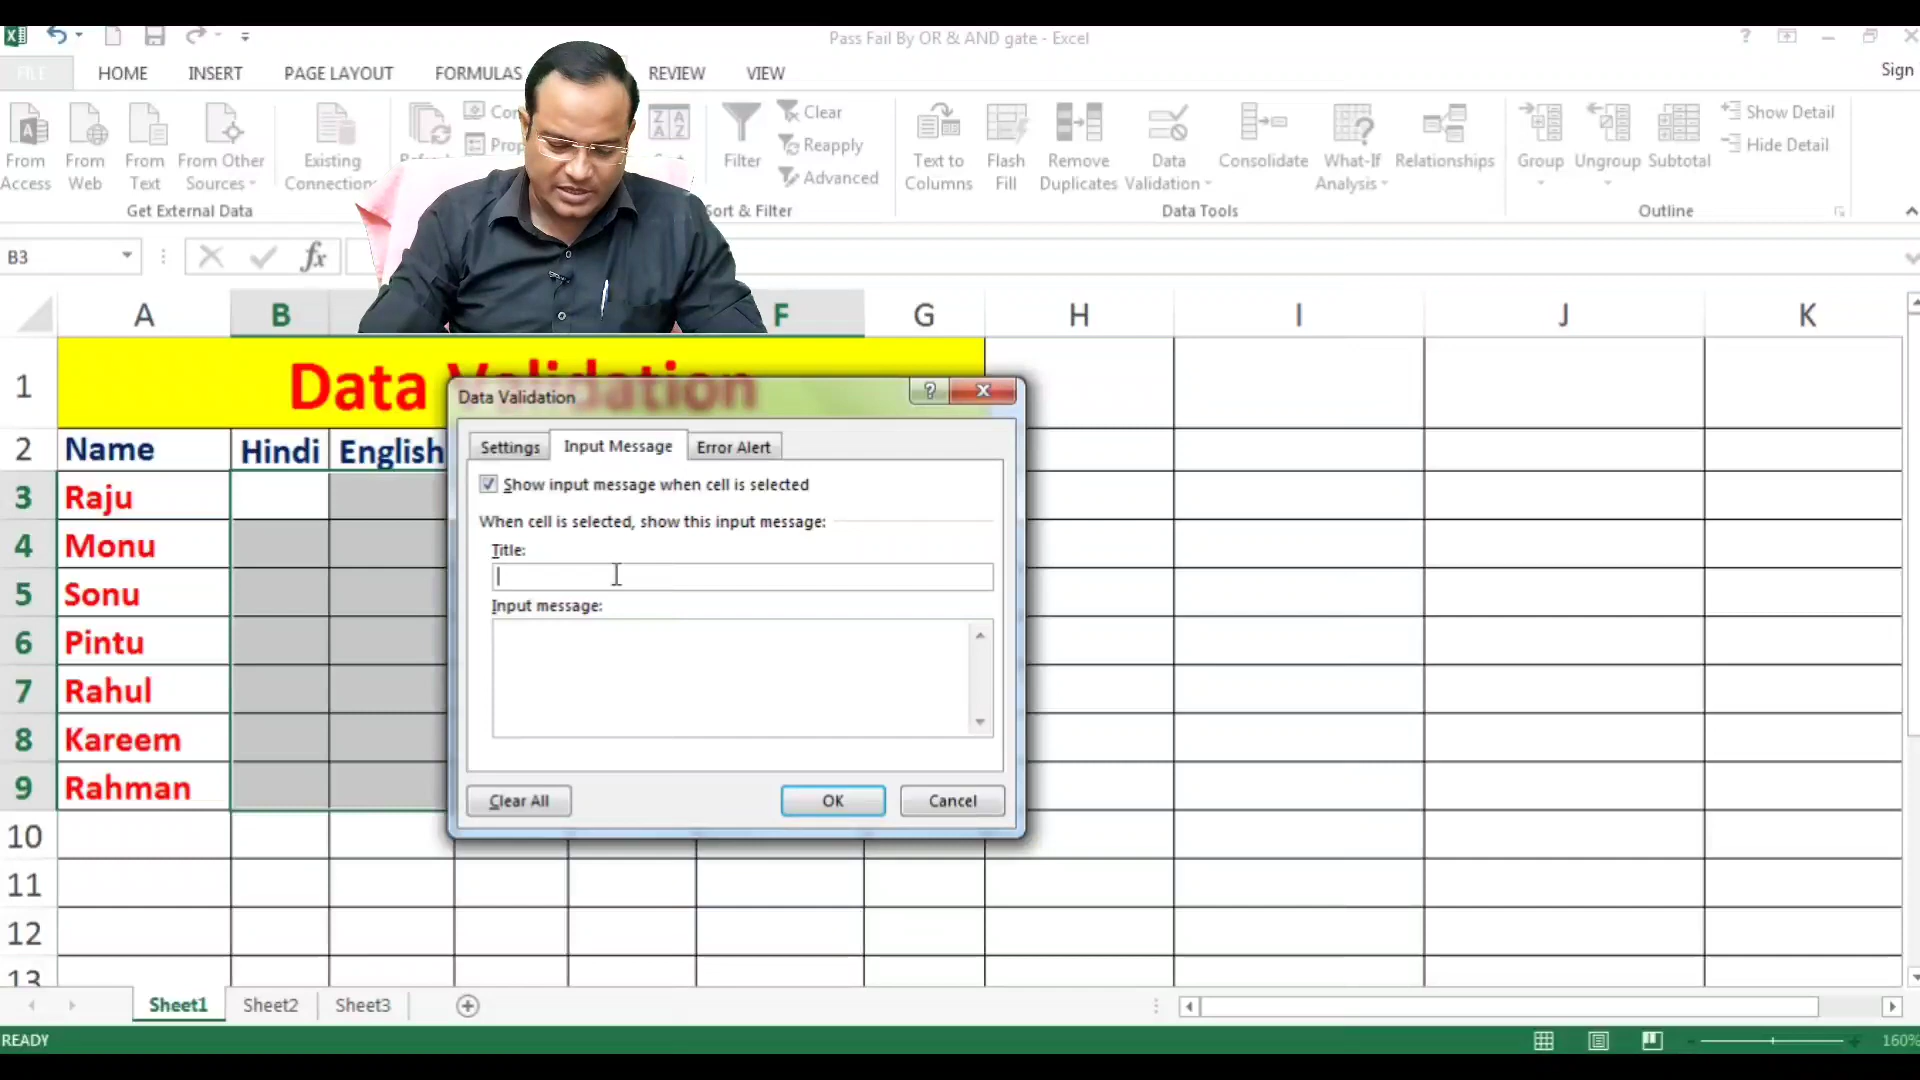 Pass Fail By OR & AND gate - Excel
FILE HOME INSERT PAGE LAYOUT FORMULAS REVIEW VIEW Sign
From Access
From Web
From Text
From Other Sources
Existing Connections
Clear
Reapply
Advanced
Filter
Text to Columns
Flash Fill
Remove Duplicates
Data Validation
Consolidate
What-If Analysis
Relationships
Group
Ungroup
Subtotal
Show Detail
Hide Detail
Get External Data
Sort & Filter
Data Tools
Outline
B3
fx
A B F G H I J K
1 Data Validation
2 Name Hindi English
3 Raju
4 Monu
5 Sonu
6 Pintu
7 Rahul
8 Kareem
9 Rahman
10
11
12
13
Data Validation
Settings Input Message Error Alert
Show input message when cell is selected
When cell is selected, show this input message:
Title:
Input message:
Clear All OK Cancel
Sheet1 Sheet2 Sheet3
READY
160%